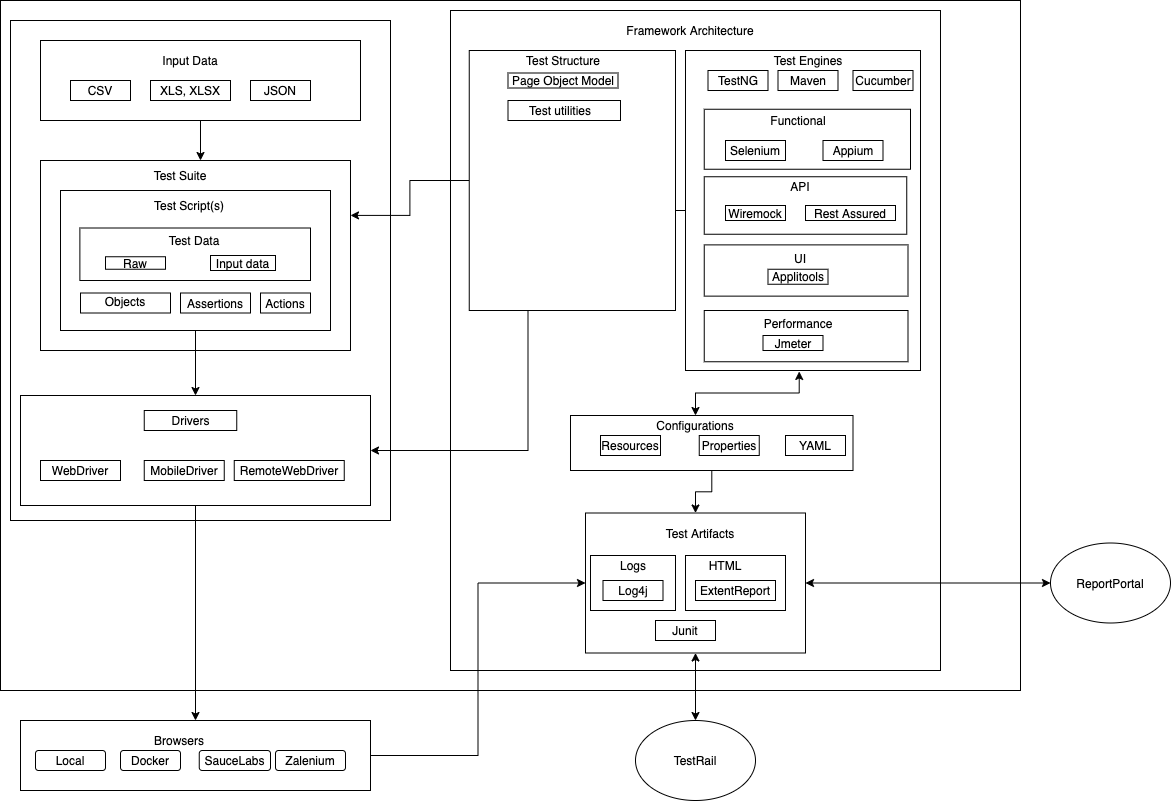 Input Data
CSV
XLS, XLSX
JSON
Test Suite
Test Script(s)
Test Data
Raw
Input data
Objects
Assertions
Actions
Drivers
WebDriver
MobileDriver
RemoteWebDriver
Browsers
Local
Docker
SauceLabs
Zalenium
Framework Architecture
Test Structure
Page Object Model
Test utilities
Test Engines
TestNG
Maven
Cucumber
Functional
Selenium
Appium
API
Wiremock
Rest Assured
UI
Applitools
Performance
Jmeter
Configurations
Resources
Properties
YAML
Test Artifacts
Logs
Log4j
HTML
ExtentReport
Junit
ReportPortal
TestRail